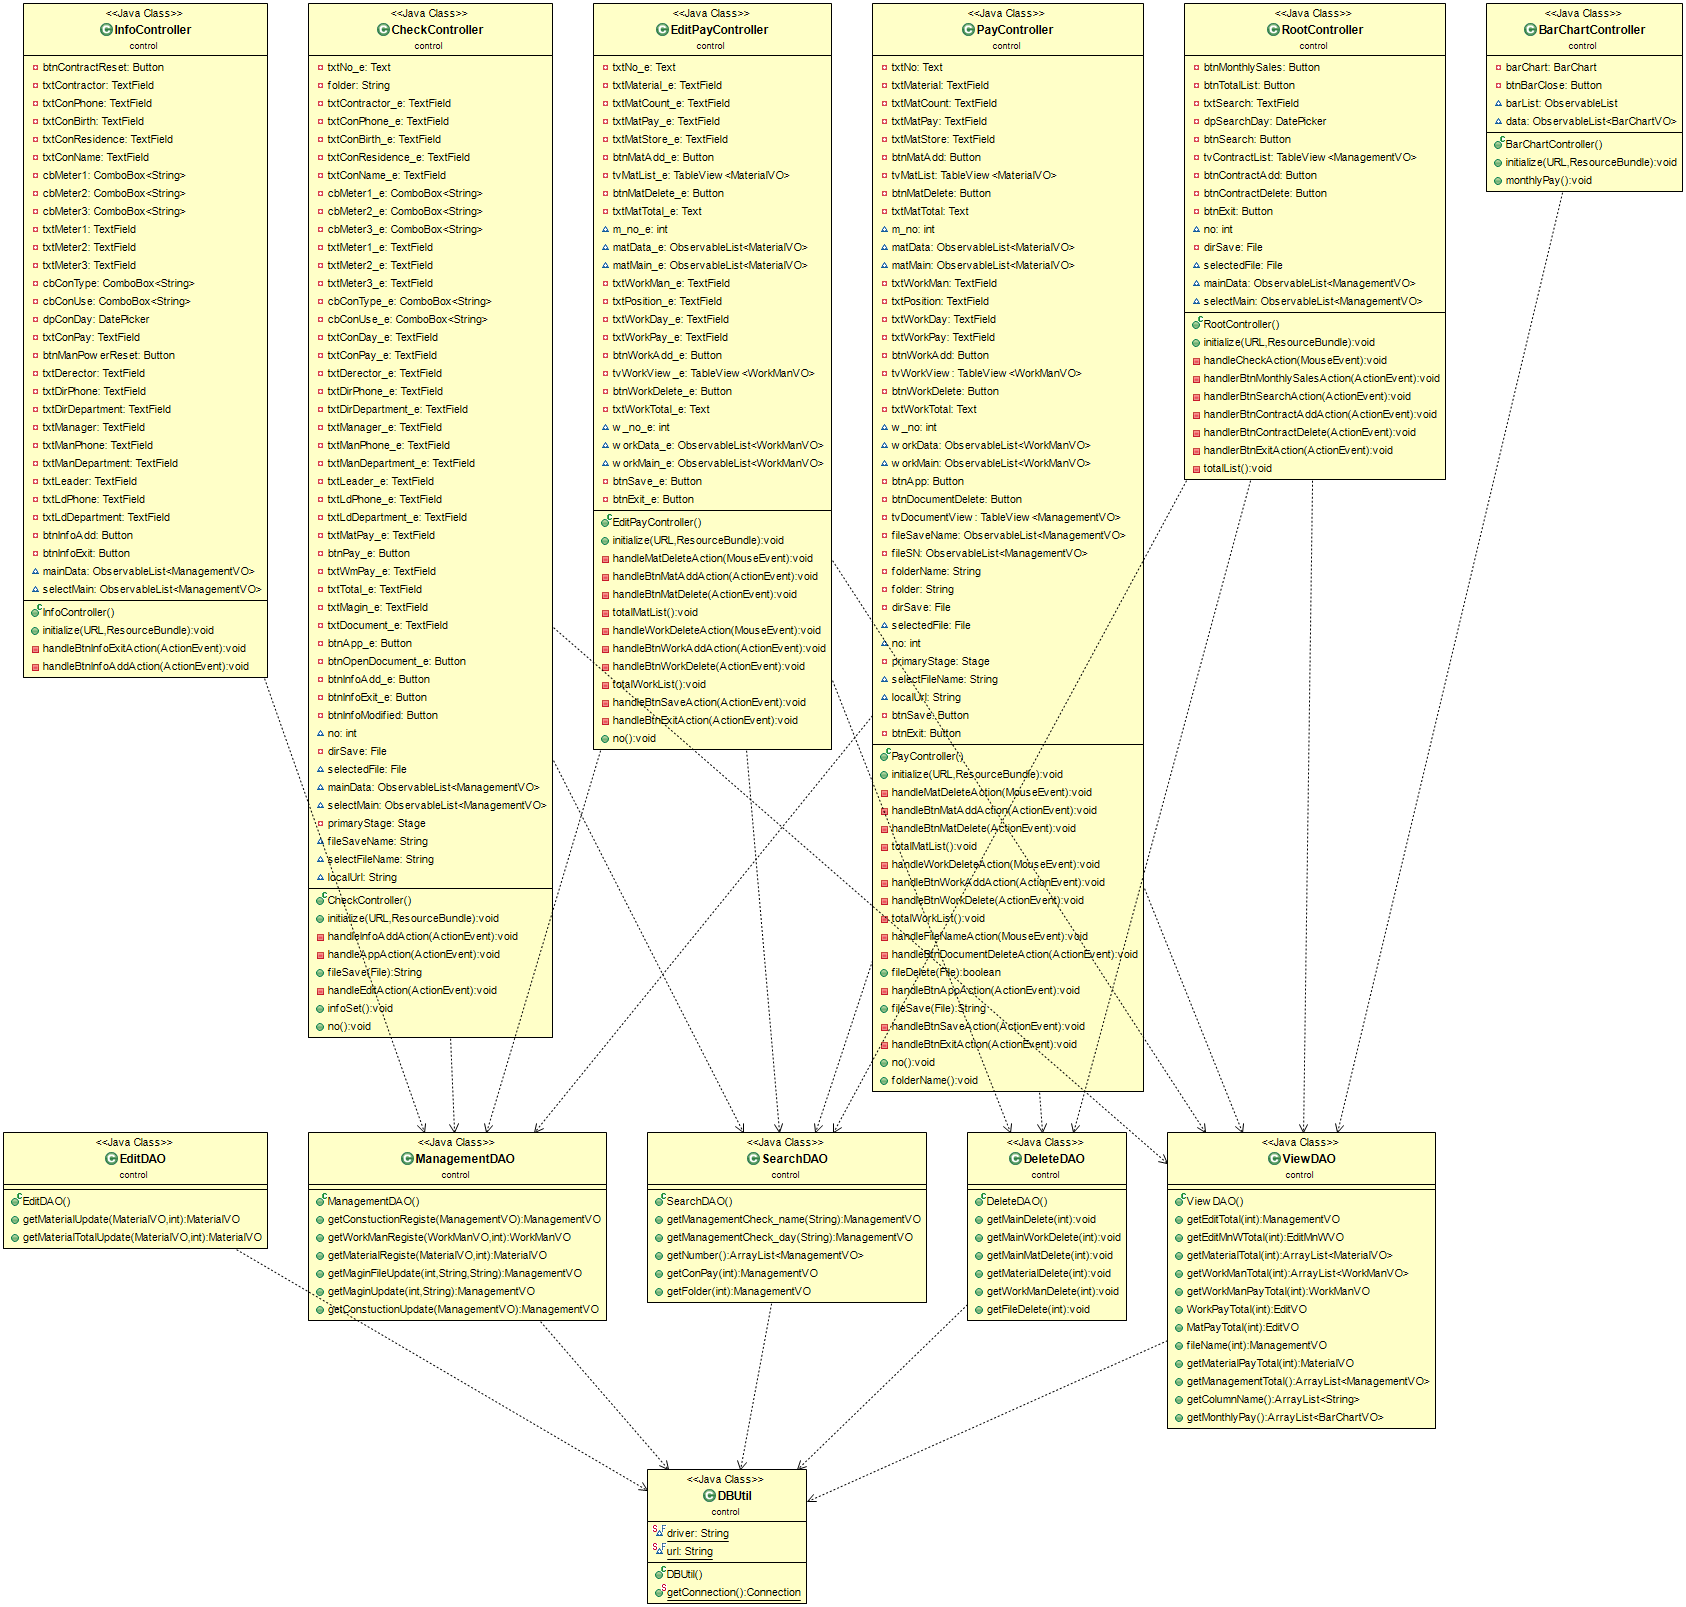 <<Java Class>>
InfoController
control
btnContractReset: Button
txtContractor: TextField
txtConPhone: TextField
txtConBirth: TextField
txtConResidence: TextField
txtConName: TextField
cbMeter1: ComboBox<String>
cbMeter2: ComboBox<String>
cbMeter3: ComboBox<String>
txtMeter1: TextField
txtMeter2: TextField
txtMeter3: TextField
cbConType: ComboBox<String>
cbConUse: ComboBox<String>
dpConDay: DatePicker
txtConPay: TextField
btnManPowerReset: Button
txtDerector: TextField
txtDirPhone: TextField
txtDirDepartment: TextField
txtManager: TextField
txtManPhone: TextField
txtManDepartment: TextField
txtLeader: TextField
txtLdPhone: TextField
txtLdDepartment: TextField
btnInfoAdd: Button
btnInfoExit: Button
mainData: ObservableList<ManagementVO>
selectMain: ObservableList<ManagementVO>
InfoController()
initialize(URL,ResourceBundle):void
handleBtnInfoExitAction(ActionEvent):void
handleBtnInfoAddAction(ActionEvent):void
<<Java Class>>
CheckController
control
txtNo_e: Text
folder: String
txtContractor_e: TextField
txtConPhone_e: TextField
txtConBirth_e: TextField
txtConResidence_e: TextField
txtConName_e: TextField
cbMeter1_e: ComboBox<String>
cbMeter2_e: ComboBox<String>
cbMeter3_e: ComboBox<String>
txtMeter1_e: TextField
txtMeter2_e: TextField
txtMeter3_e: TextField
cbConType_e: ComboBox<String>
cbConUse_e: ComboBox<String>
txtConDay_e: TextField
txtConPay_e: TextField
txtDerector_e: TextField
txtDirPhone_e: TextField
txtDirDepartment_e: TextField
txtManager_e: TextField
txtManPhone_e: TextField
txtManDepartment_e: TextField
txtLeader_e: TextField
txtLdPhone_e: TextField
txtLdDepartment_e: TextField
txtMatPay_e: TextField
btnPay_e: Button
txtWmPay_e: TextField
txtTotal_e: TextField
txtMagin_e: TextField
txtDocument_e: TextField
btnApp_e: Button
btnOpenDocument_e: Button
btnInfoAdd_e: Button
btnInfoExit_e: Button
btnInfoModified: Button
no: int
dirSave: File
selectedFile: File
mainData: ObservableList<ManagementVO>
selectMain: ObservableList<ManagementVO>
primaryStage: Stage
fileSaveName: String
selectFileName: String
localUrl: String
CheckController()
initialize(URL,ResourceBundle):void
handleInfoAddAction(ActionEvent):void
handleAppAction(ActionEvent):void
fileSave(File):String
handleEditAction(ActionEvent):void
infoSet():void
no():void
<<Java Class>>
EditPayController
control
txtNo_e: Text
txtMaterial_e: TextField
txtMatCount_e: TextField
txtMatPay_e: TextField
txtMatStore_e: TextField
btnMatAdd_e: Button
tvMatList_e: TableView<MaterialVO>
btnMatDelete_e: Button
txtMatTotal_e: Text
m_no_e: int
matData_e: ObservableList<MaterialVO>
matMain_e: ObservableList<MaterialVO>
txtWorkMan_e: TextField
txtPosition_e: TextField
txtWorkDay_e: TextField
txtWorkPay_e: TextField
btnWorkAdd_e: Button
tvWorkView_e: TableView<WorkManVO>
btnWorkDelete_e: Button
txtWorkTotal_e: Text
w_no_e: int
workData_e: ObservableList<WorkManVO>
workMain_e: ObservableList<WorkManVO>
btnSave_e: Button
btnExit_e: Button
EditPayController()
initialize(URL,ResourceBundle):void
handleMatDeleteAction(MouseEvent):void
handleBtnMatAddAction(ActionEvent):void
handleBtnMatDelete(ActionEvent):void
totalMatList():void
handleWorkDeleteAction(MouseEvent):void
handleBtnWorkAddAction(ActionEvent):void
handleBtnWorkDelete(ActionEvent):void
totalWorkList():void
handleBtnSaveAction(ActionEvent):void
handleBtnExitAction(ActionEvent):void
no():void
<<Java Class>>
PayController
control
txtNo: Text
txtMaterial: TextField
txtMatCount: TextField
txtMatPay: TextField
txtMatStore: TextField
btnMatAdd: Button
tvMatList: TableView<MaterialVO>
btnMatDelete: Button
txtMatTotal: Text
m_no: int
matData: ObservableList<MaterialVO>
matMain: ObservableList<MaterialVO>
txtWorkMan: TextField
txtPosition: TextField
txtWorkDay: TextField
txtWorkPay: TextField
btnWorkAdd: Button
tvWorkView: TableView<WorkManVO>
btnWorkDelete: Button
txtWorkTotal: Text
w_no: int
workData: ObservableList<WorkManVO>
workMain: ObservableList<WorkManVO>
btnApp: Button
btnDocumentDelete: Button
tvDocumentView: TableView<ManagementVO>
fileSaveName: ObservableList<ManagementVO>
fileSN: ObservableList<ManagementVO>
folderName: String
folder: String
dirSave: File
selectedFile: File
no: int
primaryStage: Stage
selectFileName: String
localUrl: String
btnSave: Button
btnExit: Button
PayController()
initialize(URL,ResourceBundle):void
handleMatDeleteAction(MouseEvent):void
handleBtnMatAddAction(ActionEvent):void
handleBtnMatDelete(ActionEvent):void
totalMatList():void
handleWorkDeleteAction(MouseEvent):void
handleBtnWorkAddAction(ActionEvent):void
handleBtnWorkDelete(ActionEvent):void
totalWorkList():void
handleFileNameAction(MouseEvent):void
handleBtnDocumentDeleteAction(ActionEvent):void
fileDelete(File):boolean
handleBtnAppAction(ActionEvent):void
fileSave(File):String
handleBtnSaveAction(ActionEvent):void
handleBtnExitAction(ActionEvent):void
no():void
folderName():void
<<Java Class>>
RootController
control
btnMonthlySales: Button
btnTotalList: Button
txtSearch: TextField
dpSearchDay: DatePicker
btnSearch: Button
tvContractList: TableView<ManagementVO>
btnContractAdd: Button
btnContractDelete: Button
btnExit: Button
no: int
dirSave: File
selectedFile: File
mainData: ObservableList<ManagementVO>
selectMain: ObservableList<ManagementVO>
RootController()
initialize(URL,ResourceBundle):void
handleCheckAction(MouseEvent):void
handlerBtnMonthlySalesAction(ActionEvent):void
handlerBtnSearchAction(ActionEvent):void
handlerBtnContractAddAction(ActionEvent):void
handlerBtnContractDelete(ActionEvent):void
handlerBtnExitAction(ActionEvent):void
totalList():void
<<Java Class>>
BarChartController
control
barChart: BarChart
btnBarClose: Button
barList: ObservableList
data: ObservableList<BarChartVO>
BarChartController()
initialize(URL,ResourceBundle):void
monthlyPay():void
<<Java Class>>
EditDAO
control
EditDAO()
getMaterialUpdate(MaterialVO,int):MaterialVO
getMaterialTotalUpdate(MaterialVO,int):MaterialVO
<<Java Class>>
ManagementDAO
control
ManagementDAO()
getConstuctionRegiste(ManagementVO):ManagementVO
getWorkManRegiste(WorkManVO,int):WorkManVO
getMaterialRegiste(MaterialVO,int):MaterialVO
getMaginFileUpdate(int,String,String):ManagementVO
getMaginUpdate(int,String):ManagementVO
getConstuctionUpdate(ManagementVO):ManagementVO
<<Java Class>>
SearchDAO
control
SearchDAO()
getManagementCheck_name(String):ManagementVO
getManagementCheck_day(String):ManagementVO
getNumber():ArrayList<ManagementVO>
getConPay(int):ManagementVO
getFolder(int):ManagementVO
<<Java Class>>
DeleteDAO
control
DeleteDAO()
getMainDelete(int):void
getMainWorkDelete(int):void
getMainMatDelete(int):void
getMaterialDelete(int):void
getWorkManDelete(int):void
getFileDelete(int):void
<<Java Class>>
ViewDAO
control
ViewDAO()
getEditTotal(int):ManagementVO
getEditMnWTotal(int):EditMnWVO
getMaterialTotal(int):ArrayList<MaterialVO>
getWorkManTotal(int):ArrayList<WorkManVO>
getWorkManPayTotal(int):WorkManVO
WorkPayTotal(int):EditVO
MatPayTotal(int):EditVO
fileName(int):ManagementVO
getMaterialPayTotal(int):MaterialVO
getManagementTotal():ArrayList<ManagementVO>
getColumnName():ArrayList<String>
getMonthlyPay():ArrayList<BarChartVO>
<<Java Class>>
DBUtil
control
driver: String
url: String
DBUtil()
getConnection():Connection